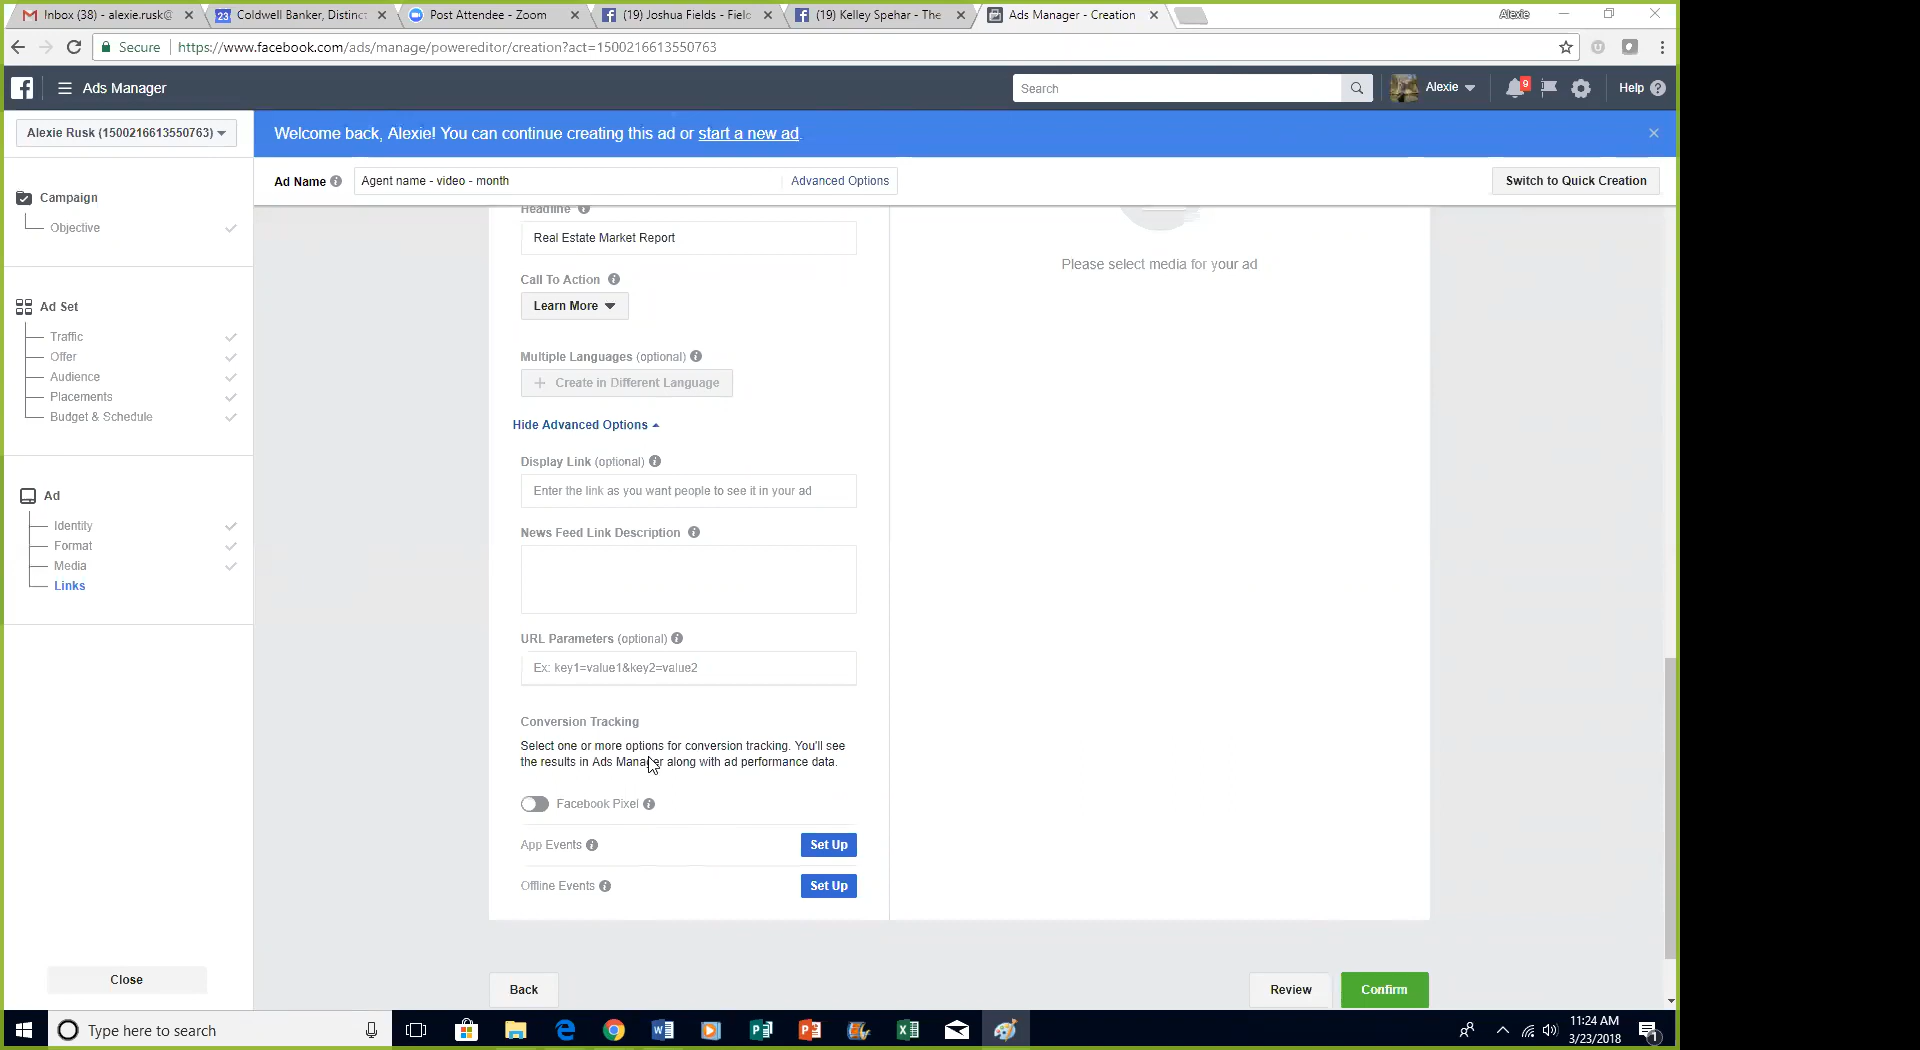 Inbox (38) - alexie.rusk@
23 Coldwell Banker, Distinct
Post Attendee - Zoom
(19) Joshua Fields - Field
(19) Kelley Spehar - The
Ads Manager - Creation
Alexie
Secure
https://www.facebook.com/ads/manage/powereditor/creation?act=1500216613550763
Ads Manager
Search
Alexie
9
Help ?
Alexie Rusk (1500216613550763)
Welcome back, Alexie! You can continue creating this ad or start a new ad.
Ad Name
Agent name - video - month
Advanced Options
Switch to Quick Creation
Campaign
Objective
Ad Set
Traffic
Offer
Audience
Placements
Budget & Schedule
Ad
Identity
Format
Media
Links
Close
Headline
Real Estate Market Report
Call To Action
Learn More
Multiple Languages (optional)
+ Create in Different Language
Hide Advanced Options
Display Link (optional)
Enter the link as you want people to see it in your ad
News Feed Link Description
URL Parameters (optional)
Ex: key1=value1&key2=value2
Conversion Tracking
Select one or more options for conversion tracking. You'll see
the results in Ads Manager along with ad performance data.
Facebook Pixel
App Events
Set Up
Offline Events
Set Up
Please select media for your ad
Back
Review
Confirm
Type here to search
11:24 AM
3/23/2018
1